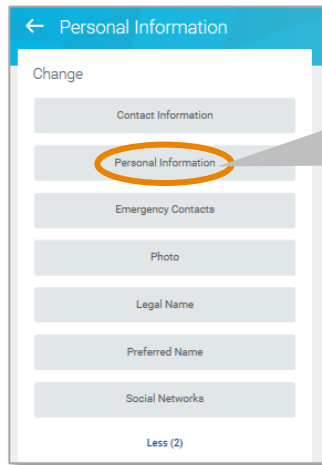 Personal Information
Change
Contact Information
Personal Information
Emergency Contacts
Photo
Legal Name
Preferred Name
Social Networks
Less (2)